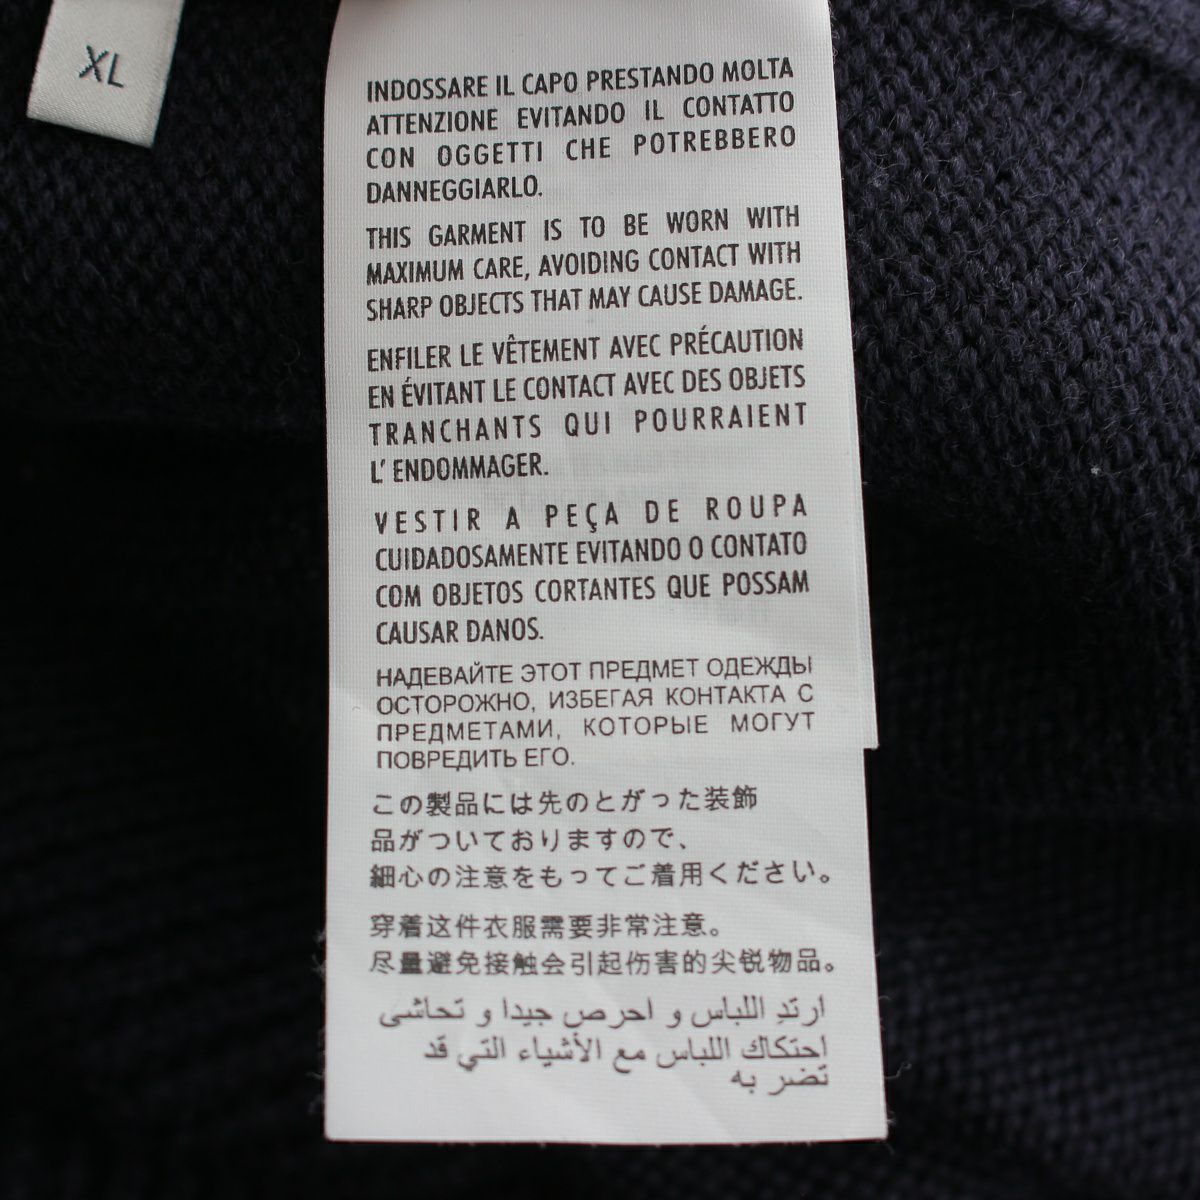 XL
INDOSSARE IL CAPO PRESTANDO MOLTA
ATTENZIONE EVITANDO IL CONTATTO
CON OGGETTI CHE POTREBBERO
DANNEGGIARLO.
THIS GARMENT IS TO BE WORN WITH
MAXIMUM CARE, AVOIDING CONTACT WITH
SHARP OBJECTS THAT MAY CAUSE DAMAGE.
ENFILER LE VÊTEMENT AVEC PRÉCAUTION
EN ÉVITANT LE CONTACT AVEC DES OBJETS
TRANCHANTS QUI POURRAIENT
L' ENDOMMAGER.
VESTIR A PEÇA DE ROUPA
CUIDADOSAMENTE EVITANDO O CONTATO
COM OBJETOS CORTANTES QUE POSSAM
CAUSAR DANOS.
НАДЕВАЙТЕ ЭТОТ ПРЕДМЕТ ОДЕЖДЫ
ОСТОРОЖНО, ИЗБЕГАЯ КОНТАКТА С
ПРЕДМЕТАМИ, КОТОРЫЕ МОГУТ
ПОВРЕДИТЬ ЕГО.
この製品には先のとがった装飾
品がついておりますので、
細心の注意をもってご着用ください。
穿着这件衣服需要非常注意。
尽量避免接触会引起伤害的尖锐物品。
ارتدِ اللباس و احرص جيدا و تحاشى
احتكاك اللباس مع الأشياء التي قد
تضر به